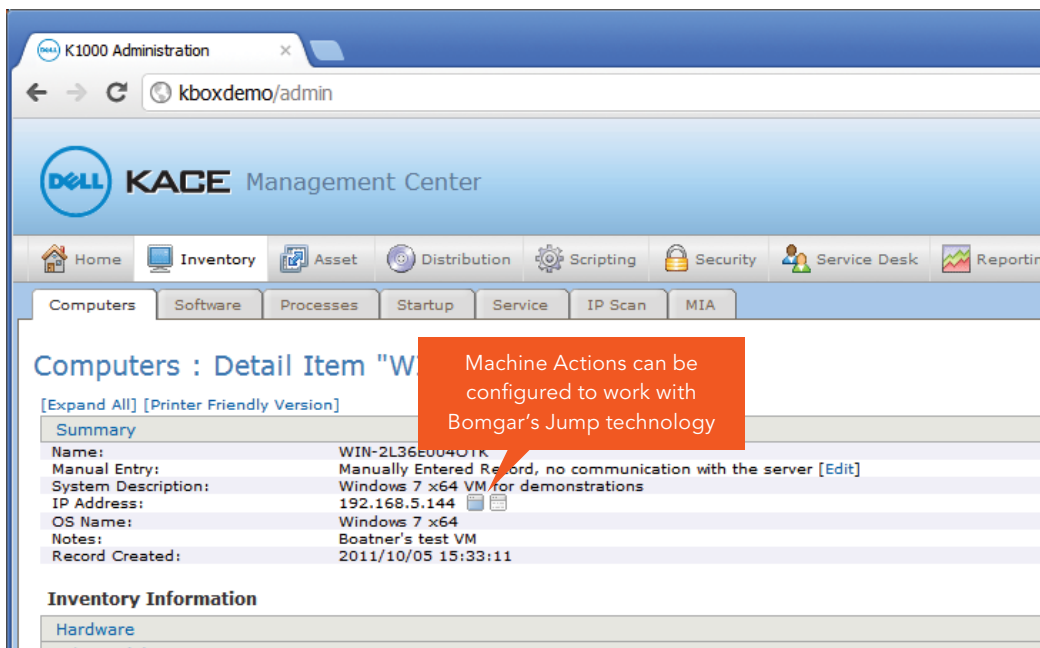 K1000 Administration
kboxdemo/admin
DELL KACE Management Center
Home Inventory Asset Distribution Scripting Security Service Desk Reportin
Computers Software Processes Startup Service IP Scan MIA
Computers : Detail Item "W
Machine Actions can be
configured to work with
Bomgar's Jump technology
[Expand All] [Printer Friendly Version]
Summary
Name: WIN-2L36E004OTK
Manual Entry: Manually Entered Record, no communication with the server [Edit]
System Description: Windows 7 x64 VM for demonstrations
IP Address: 192.168.5.144
OS Name: Windows 7 x64
Notes: Boatner's test VM
Record Created: 2011/10/05 15:33:11
Inventory Information
Hardware